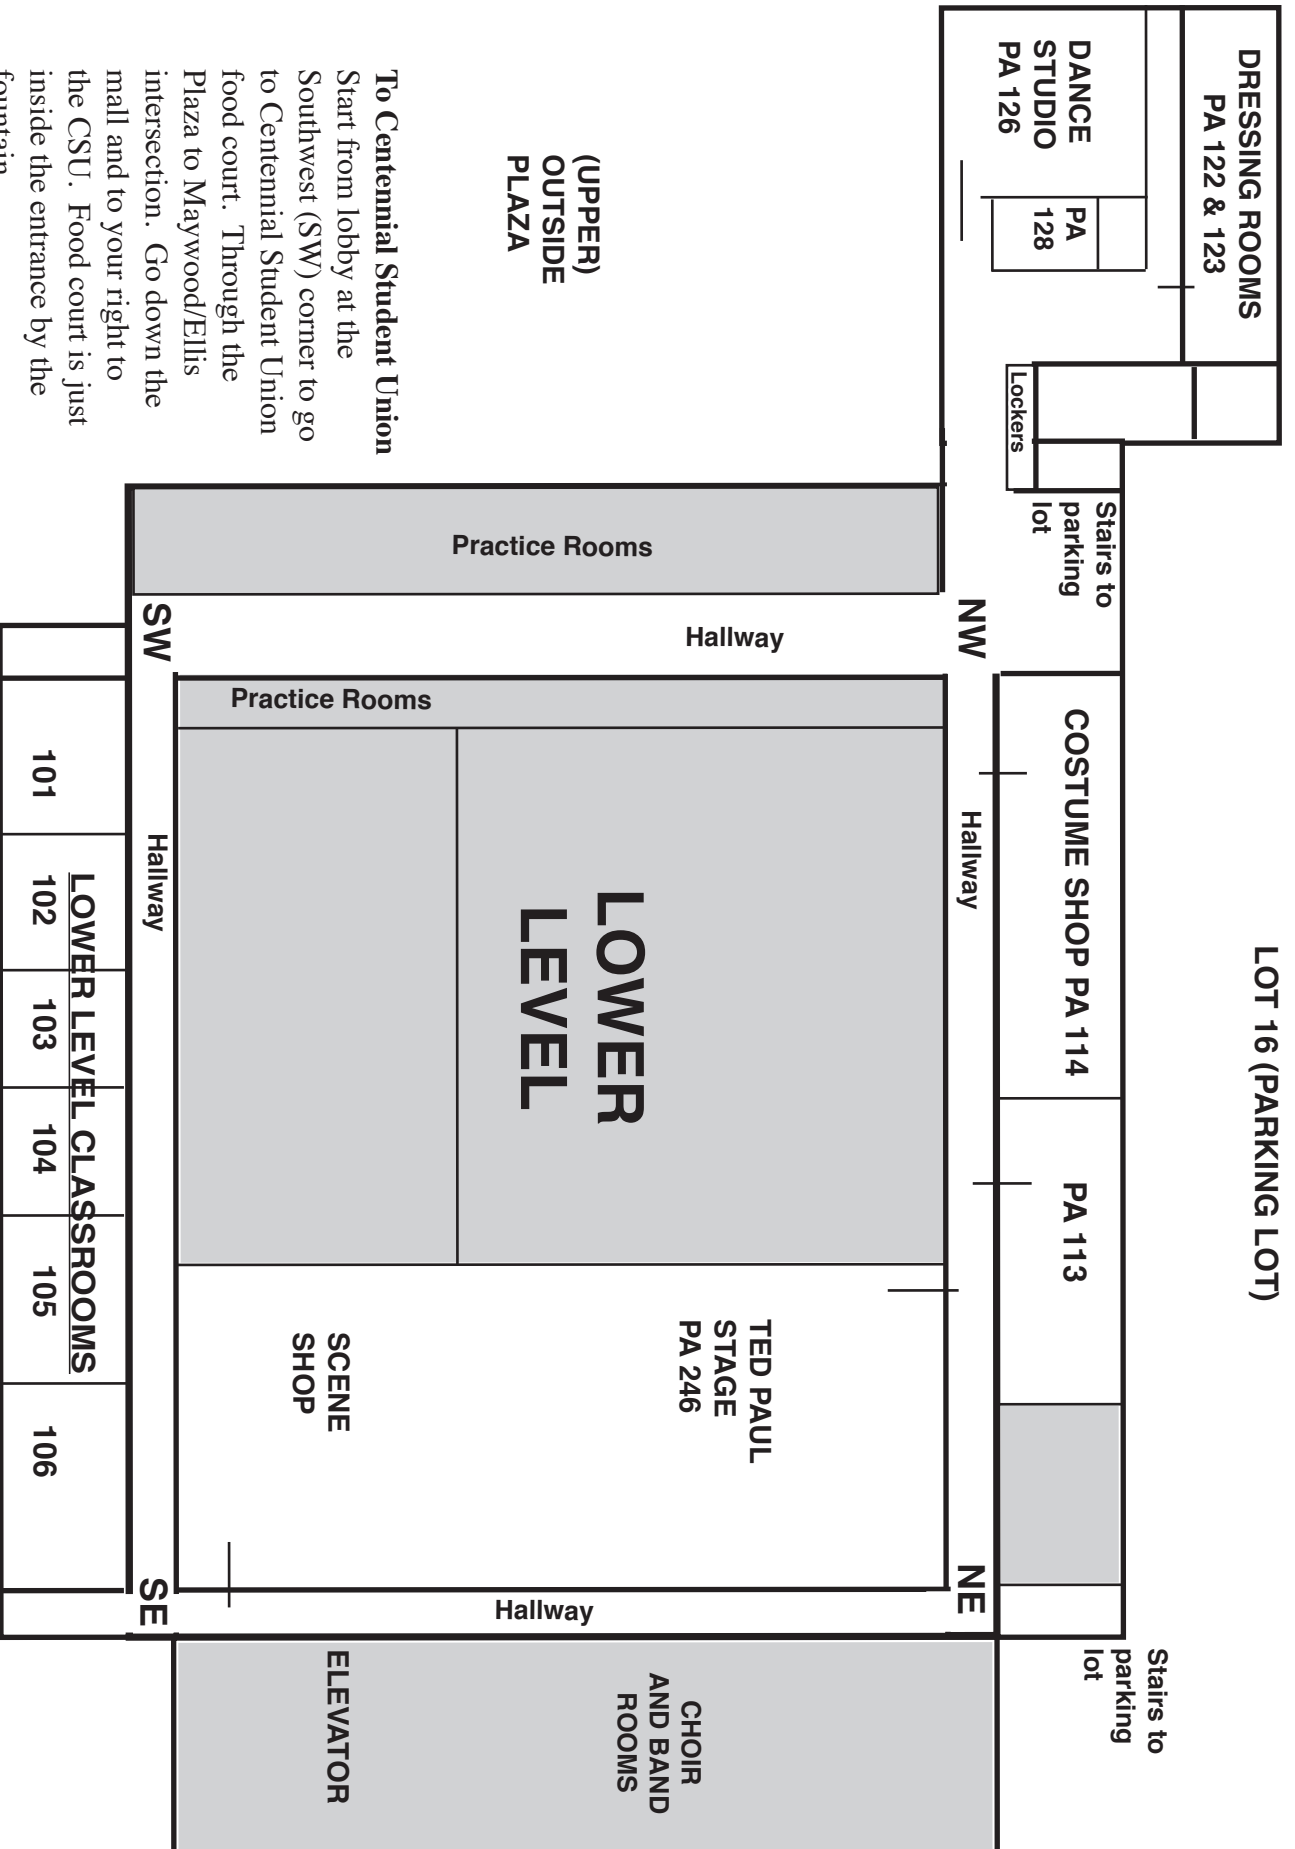 LOT 16 (PARKING LOT)
DRESSING ROOMS
PA 122 & 123
DANCE
STUDIO
PA 126
PA
128
Lockers
Stairs to
parking
lot
COSTUME SHOP PA 114
PA 113
Stairs to
parking
lot
NW
Hallway
NE
(UPPER)
OUTSIDE
PLAZA
Practice Rooms
Hallway
Practice Rooms
LOWER
LEVEL
TED PAUL
STAGE
PA 246
SCENE
SHOP
Hallway
CHOIR
AND BAND
ROOMS
ELEVATOR
SW
Hallway
SE
LOWER LEVEL CLASSROOMS
101
102
103
104
105
106
To Centennial Student Union
Start from lobby at the
Southwest (SW) corner to go
to Centennial Student Union
food court. Through the
Plaza to Maywood/Ellis
intersection. Go down the
mall and to your right to
the CSU. Food court is just
inside the entrance by the
fountain